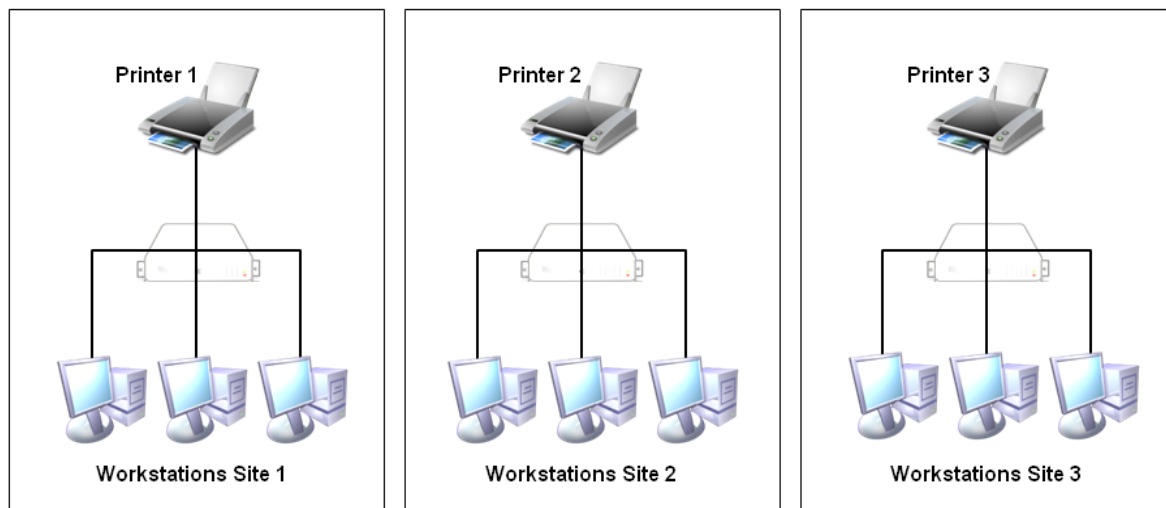 Printer 1
Printer 2
Printer 3
Workstations Site 1
Workstations Site 2
Workstations Site 3